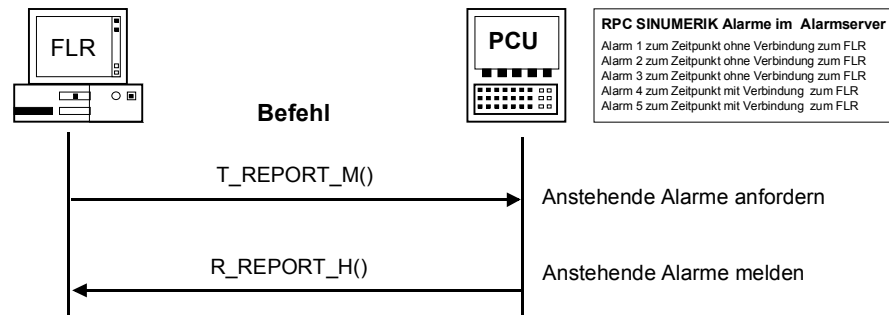 FLR
PCU
RPC SINUMERIK Alarme im Alarmserver
Alarm 1 zum Zeitpunkt ohne Verbindung zum FLR
Alarm 2 zum Zeitpunkt ohne Verbindung zum FLR
Alarm 3 zum Zeitpunkt ohne Verbindung zum FLR
Alarm 4 zum Zeitpunkt mit Verbindung zum FLR
Alarm 5 zum Zeitpunkt mit Verbindung zum FLR
Befehl
T_REPORT_M()
Anstehende Alarme anfordern
R_REPORT_H()
Anstehende Alarme melden